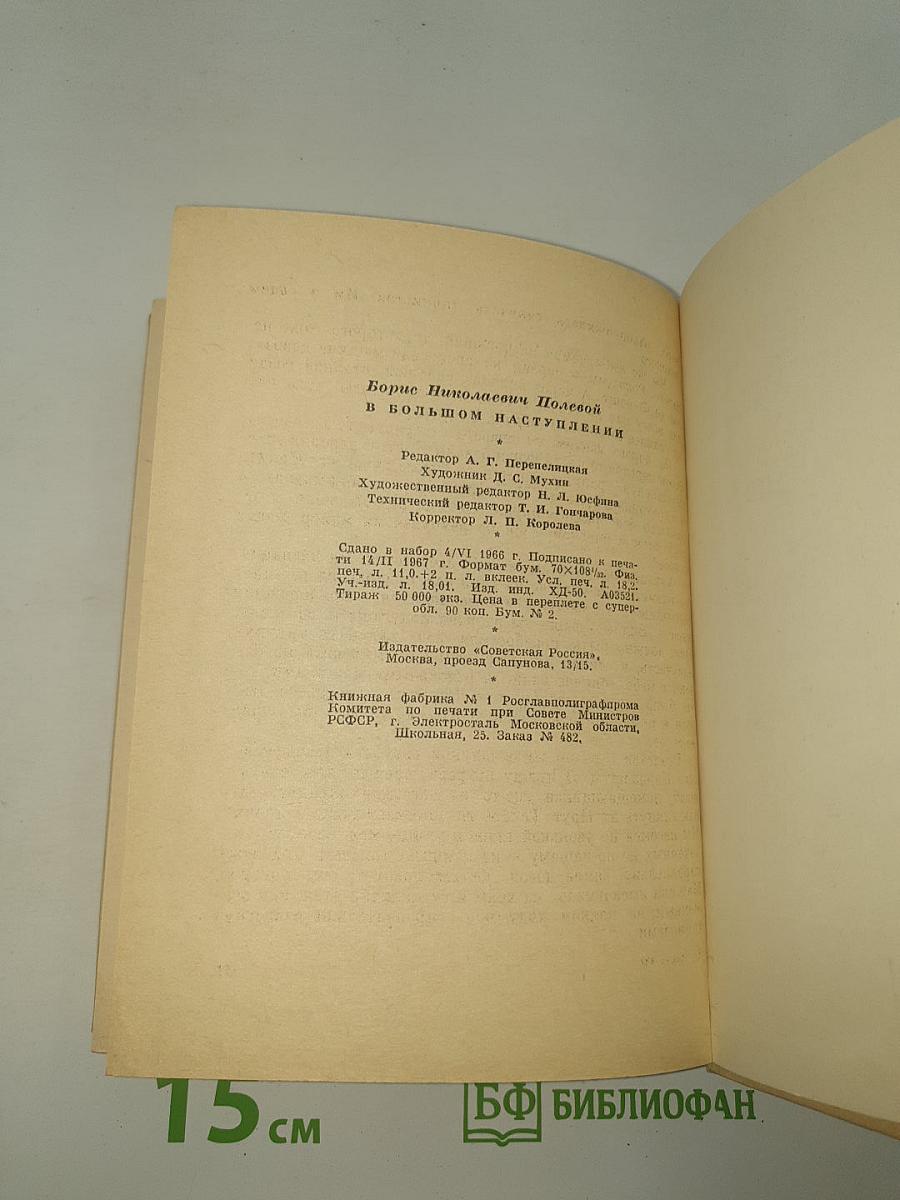 Борис Николаевич Полевой
В БОЛЬШОМ НАСТУПЛЕНИИ
*
Редактор А. Г. Перепелицкая
Художник Д. С. Мухин
Художественный редактор Н. Л. Юсфина
Технический редактор Т. И. Гончарова
Корректор Л. П. Королева
*
Сдано в набор 4/VI 1966 г. Подписано к печа-
ти 14/II 1967 г. Формат бум. 70×108¹/₃₂. Физ.
печ. л. 11,0.+2 п. л. вклеек. Усл. печ. л. 18,2.
Уч.-изд. л. 18,01. Изд. инд. ХД-50. А03521.
Тираж 50 000 экз. Цена в переплете с супер-
обл. 90 коп. Бум. № 2.
*
Издательство «Советская Россия»,
Москва, проезд Сапунова, 13/15.
*
Книжная фабрика № 1 Росглавполиграфпрома
Комитета по печати при Совете Министров
РСФСР, г. Электросталь Московской области,
Школьная, 25. Заказ № 482.
15 см
БФ БИБЛИОФАН